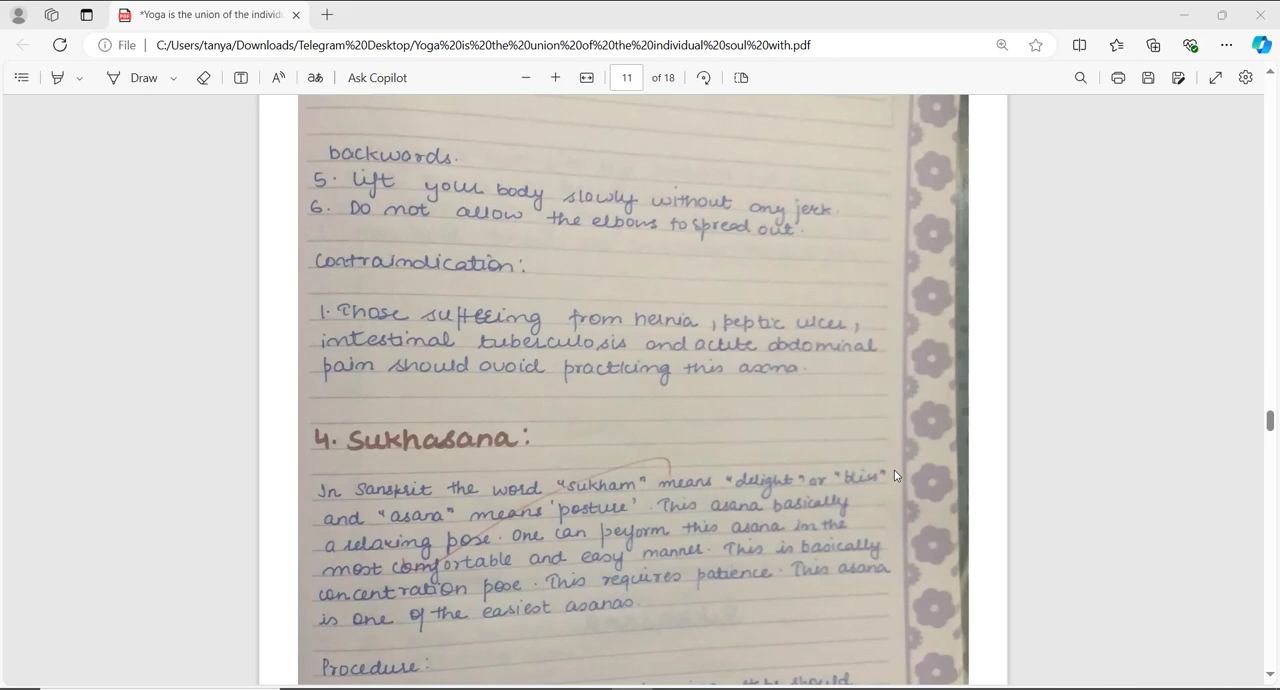 *Yoga is the union of the individ
File
C:/Users/tanya/Downloads/Telegram%20Desktop/Yoga%20is%20the%20union%20of%20the%20individual%20soul%20with.pdf
Draw
Ask Copilot
11 of 18
backwords.
5. Lift your body slowly without any jerk.
6. Do not allow the elbows to spread out.
Contraindication:
1. Those suffering from hernia, peptic ulcer,
intestinal tuberculosis and acute abdominal
pain should avoid practicing this asana.
4. Sukhasana:
In Sanskrit the word "sukham" means "delight" or "bliss"
and "asana" means 'posture'. This asana basically
a relaxing pose. One can perform this asana in the
most comfortable and easy manner. This is basically
concentration pose. This requires patience. This asana
is one of the easiest asanas.
Procedure:
should